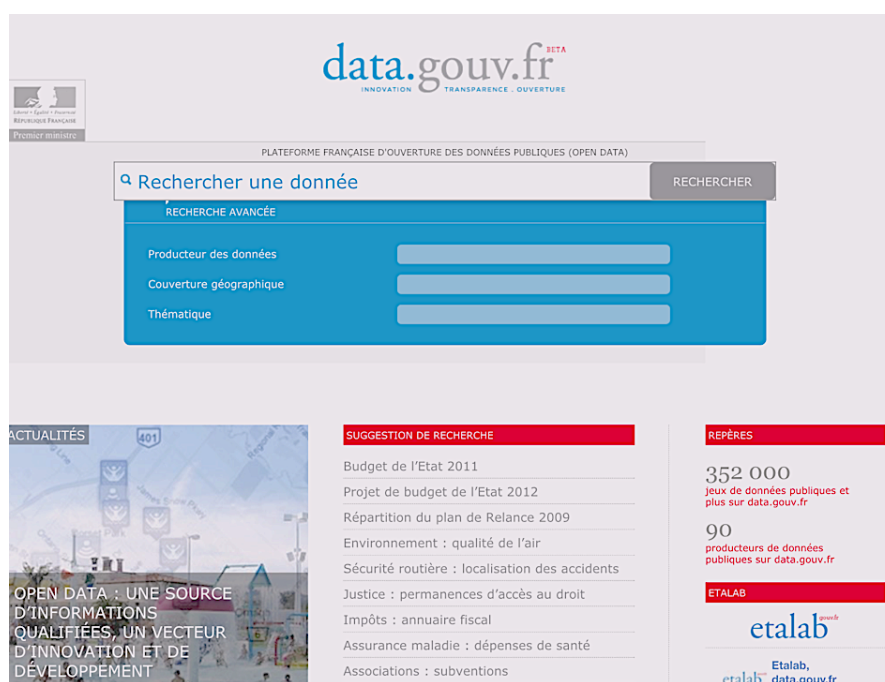 data.gouv.fr BETA
INNOVATION TRANSPARENCE . OUVERTURE
Liberté • Égalité • Fraternité
RÉPUBLIQUE FRANÇAISE
Premier ministre
PLATEFORME FRANÇAISE D'OUVERTURE DES DONNÉES PUBLIQUES (OPEN DATA)
Rechercher une donnée
RECHERCHER
RECHERCHE AVANCÉE
Producteur des données
Couverture géographique
Thématique
ACTUALITÉS
401
OPEN DATA : UNE SOURCE
D'INFORMATIONS
QUALIFIÉES, UN VECTEUR
D'INNOVATION ET DE
DÉVELOPPEMENT
SUGGESTION DE RECHERCHE
Budget de l'Etat 2011
Projet de budget de l'Etat 2012
Répartition du plan de Relance 2009
Environnement : qualité de l'air
Sécurité routière : localisation des accidents
Justice : permanences d'accès au droit
Impôts : annuaire fiscal
Assurance maladie : dépenses de santé
Associations : subventions
REPÈRES
352 000
jeux de données publiques et
plus sur data.gouv.fr
90
producteurs de données
publiques sur data.gouv.fr
ETALAB
etalab gouv.fr
Etalab,
etalab data.gouv.fr